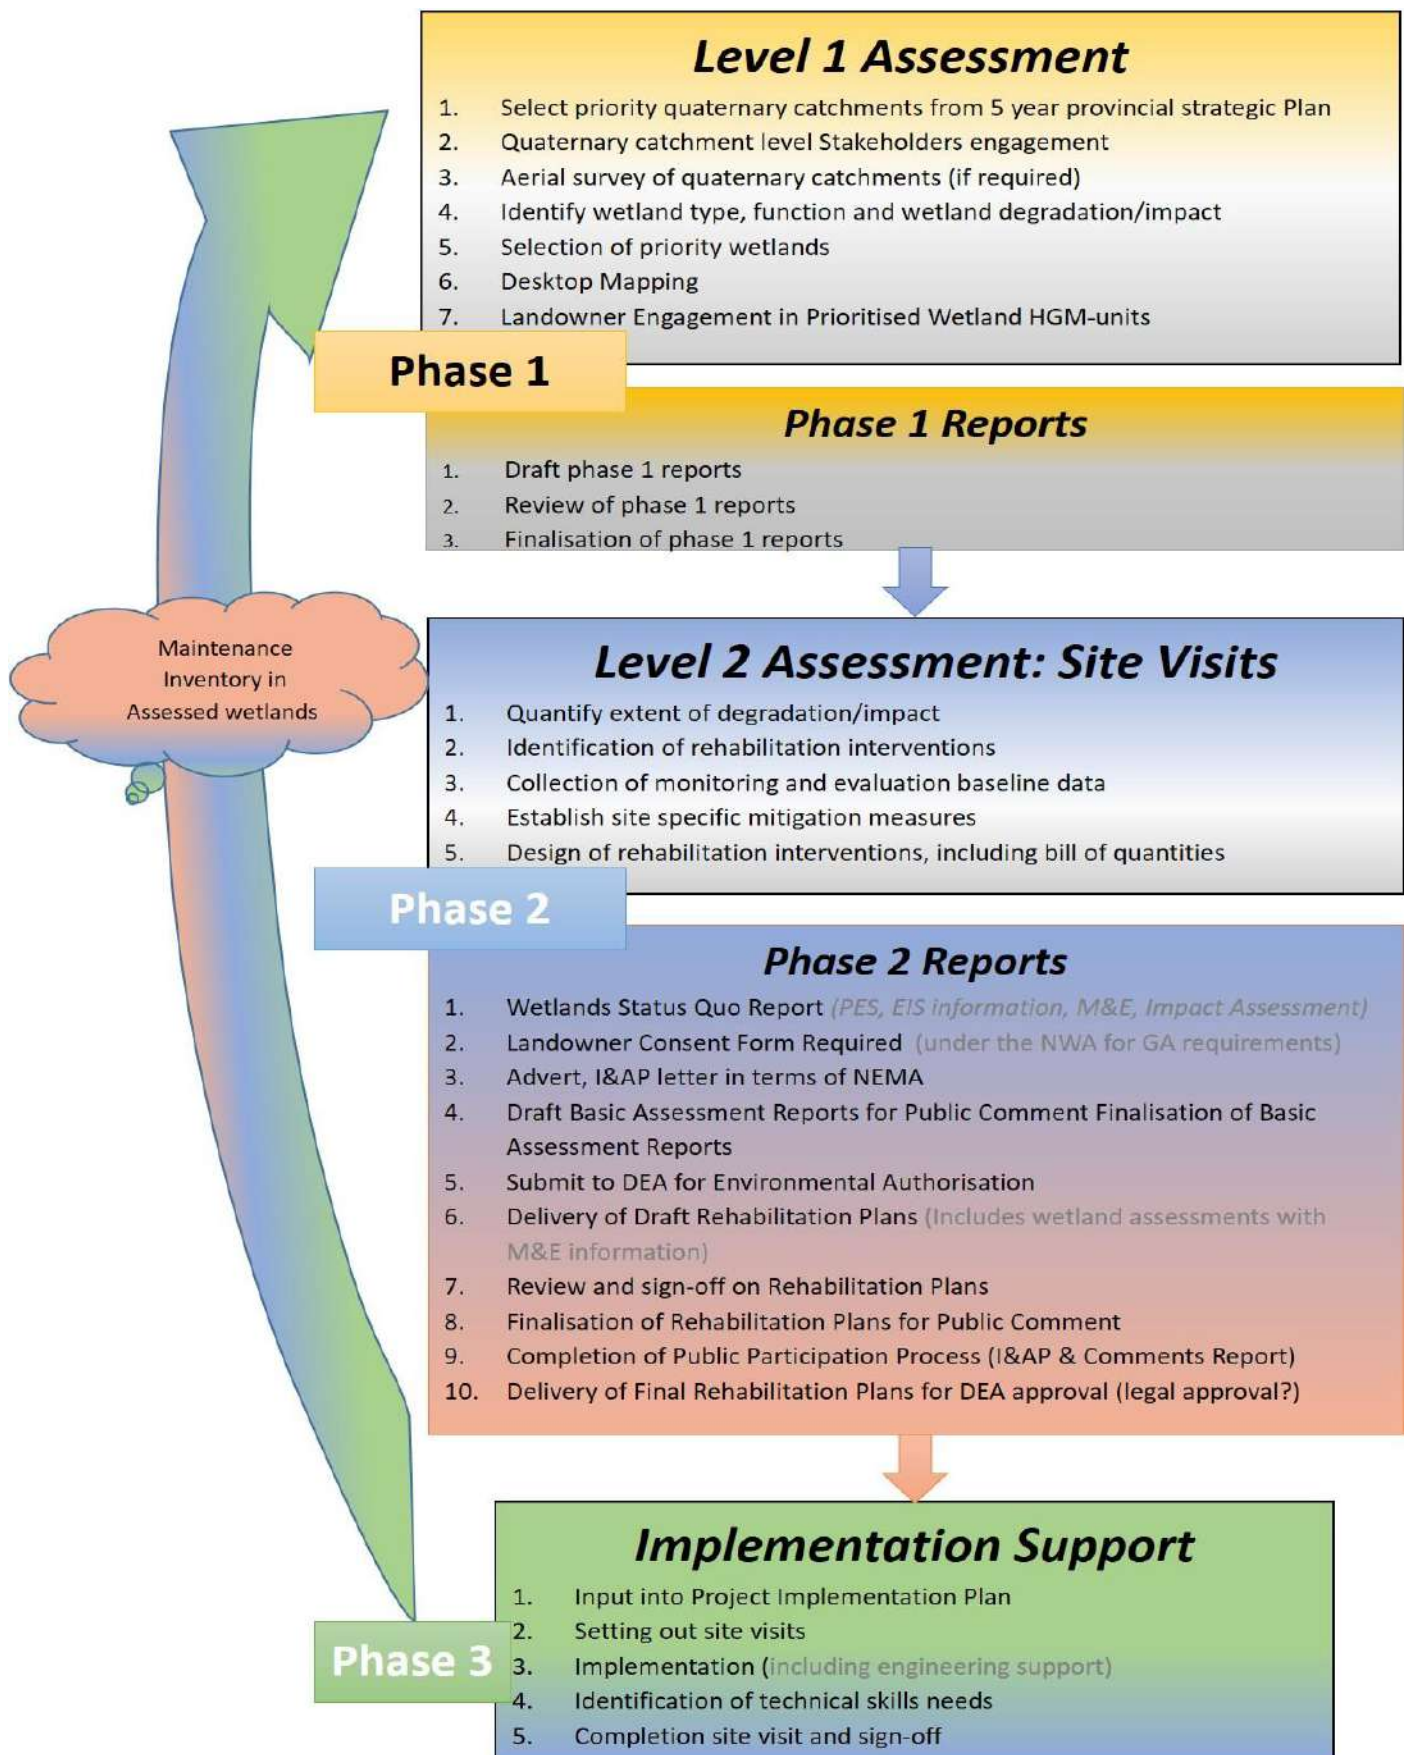 Level 1 Assessment
1. Select priority quaternary catchments from 5 year provincial strategic Plan
2. Quaternary catchment level Stakeholders engagement
3. Aerial survey of quaternary catchments (if required)
4. Identify wetland type, function and wetland degradation/impact
5. Selection of priority wetlands
6. Desktop Mapping
7. Landowner Engagement in Prioritised Wetland HGM-units
Phase 1
Phase 1 Reports
1. Draft phase 1 reports
2. Review of phase 1 reports
3. Finalisation of phase 1 reports
Maintenance
Inventory in
Assessed wetlands
Level 2 Assessment: Site Visits
1. Quantify extent of degradation/impact
2. Identification of rehabilitation interventions
3. Collection of monitoring and evaluation baseline data
4. Establish site specific mitigation measures
5. Design of rehabilitation interventions, including bill of quantities
Phase 2
Phase 2 Reports
1. Wetlands Status Quo Report (PES, EIS information, M&E, Impact Assessment)
2. Landowner Consent Form Required (under the NWA for GA requirements)
3. Advert, I&AP letter in terms of NEMA
4. Draft Basic Assessment Reports for Public Comment Finalisation of Basic
Assessment Reports
5. Submit to DEA for Environmental Authorisation
6. Delivery of Draft Rehabilitation Plans (Includes wetland assessments with
M&E information)
7. Review and sign-off on Rehabilitation Plans
8. Finalisation of Rehabilitation Plans for Public Comment
9. Completion of Public Participation Process (I&AP & Comments Report)
10. Delivery of Final Rehabilitation Plans for DEA approval (legal approval?)
Implementation Support
1. Input into Project Implementation Plan
2. Setting out site visits
Phase 3
3. Implementation (including engineering support)
4. Identification of technical skills needs
5. Completion site visit and sign-off